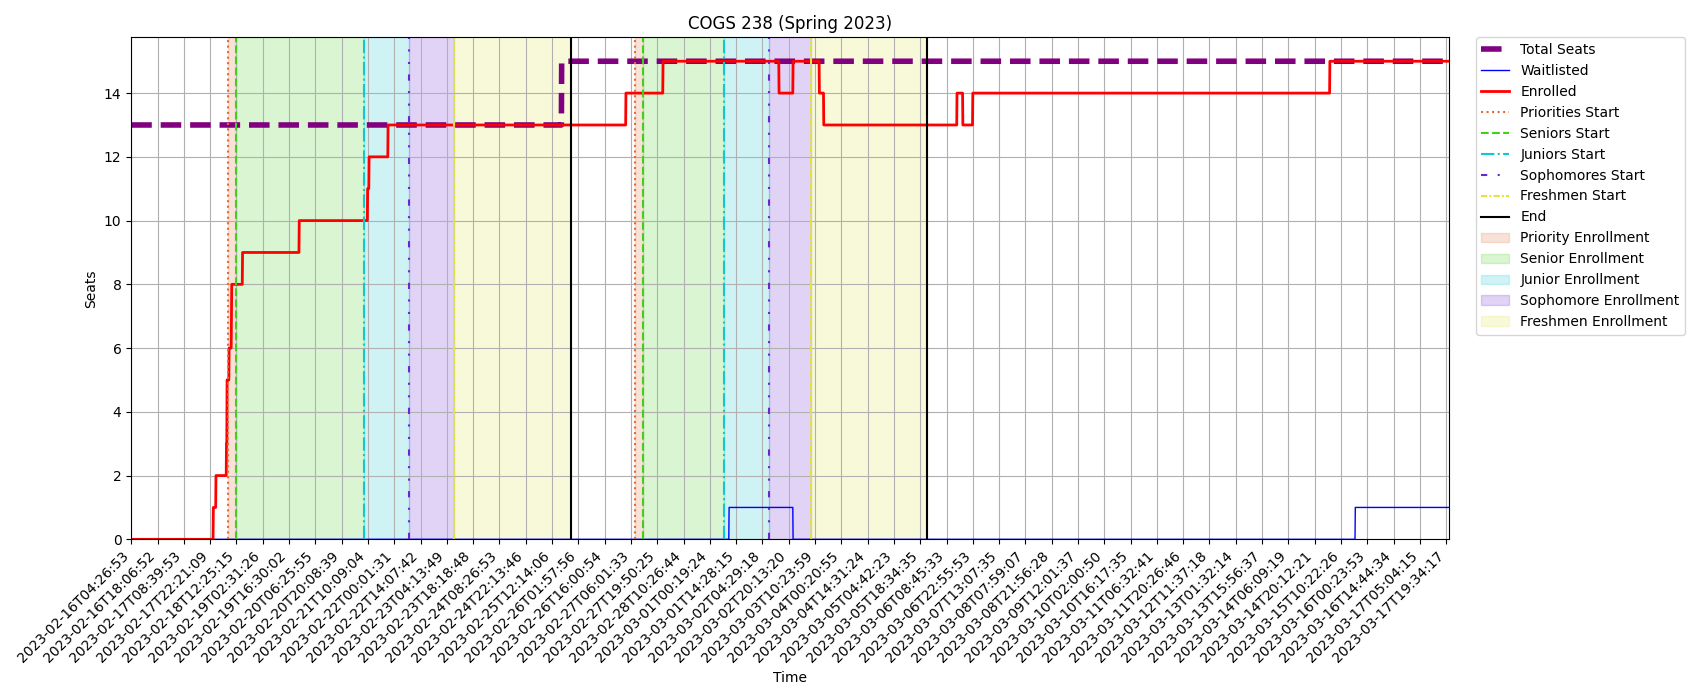 COGS 238 (Spring 2023)
Seats
14
12
10
8
6
4
2
0
2023-02-16T04:26:53
2023-02-16T18:06:52
2023-02-17T08:39:53
2023-02-17T22:21:09
2023-02-18T12:25:15
2023-02-19T02:31:26
2023-02-19T16:30:02
2023-02-20T06:25:55
2023-02-20T20:08:39
2023-02-21T10:09:04
2023-02-22T00:01:31
2023-02-22T14:07:42
2023-02-23T04:13:49
2023-02-23T18:18:48
2023-02-24T08:26:53
2023-02-24T22:13:46
2023-02-25T12:14:06
2023-02-26T01:57:56
2023-02-26T16:00:54
2023-02-27T06:01:33
2023-02-27T19:50:25
2023-02-28T10:26:44
2023-03-01T00:19:24
2023-03-01T14:28:15
2023-03-02T04:29:18
2023-03-02T20:13:20
2023-03-03T10:23:59
2023-03-04T00:20:55
2023-03-04T14:31:24
2023-03-05T04:42:23
2023-03-05T18:34:35
2023-03-06T08:45:33
2023-03-06T22:55:53
2023-03-07T13:07:35
2023-03-08T07:59:07
2023-03-08T21:56:28
2023-03-09T12:01:37
2023-03-10T02:00:50
2023-03-10T16:17:35
2023-03-11T06:32:41
2023-03-11T20:26:46
2023-03-12T11:37:18
2023-03-13T01:32:14
2023-03-13T15:56:37
2023-03-14T06:09:19
2023-03-14T20:12:21
2023-03-15T10:22:26
2023-03-16T00:23:53
2023-03-16T14:44:34
2023-03-17T05:04:15
2023-03-17T19:34:17
Time
Total Seats
Waitlisted
Enrolled
Priorities Start
Seniors Start
Juniors Start
Sophomores Start
Freshmen Start
End
Priority Enrollment
Senior Enrollment
Junior Enrollment
Sophomore Enrollment
Freshmen Enrollment